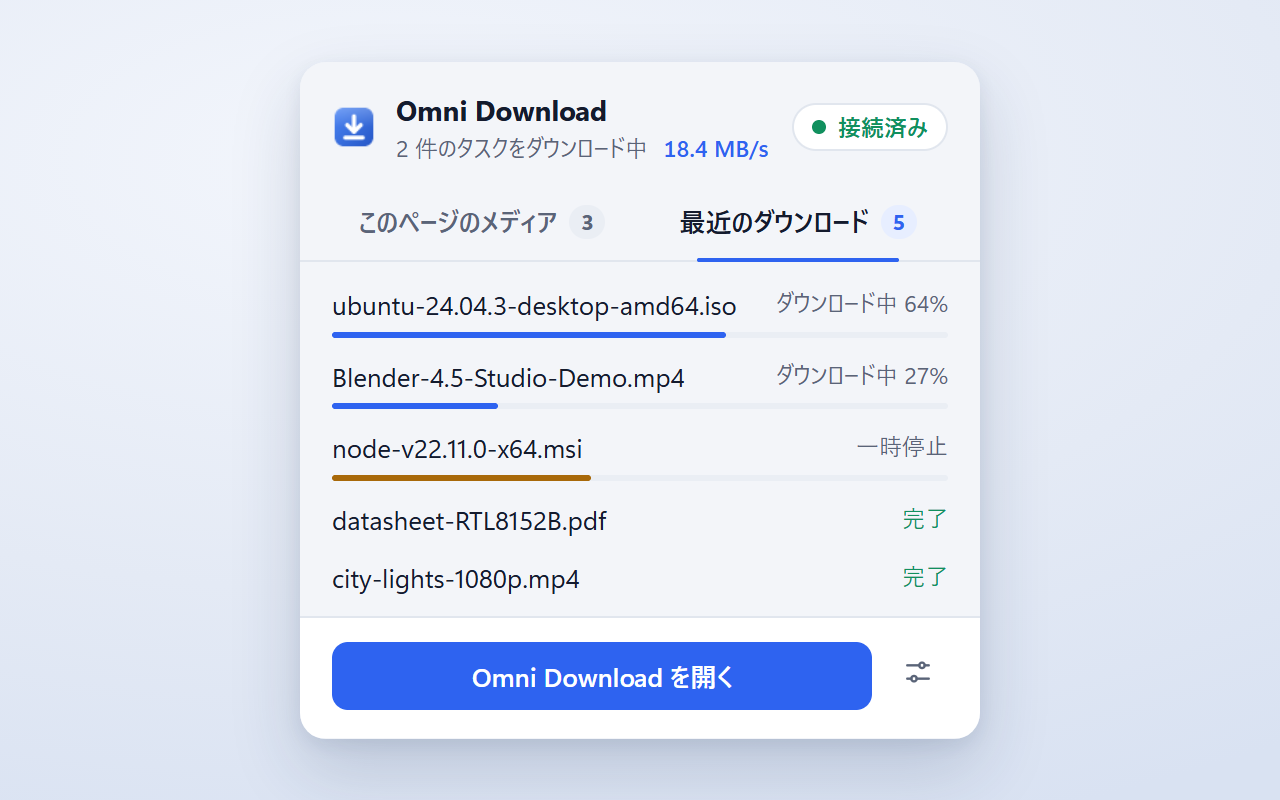 Omni Download
2 件のタスクをダウンロード中 18.4 MB/s
接続済み
このページのメディア 3
最近のダウンロード 5
ubuntu-24.04.3-desktop-amd64.iso ダウンロード中 64%
Blender-4.5-Studio-Demo.mp4 ダウンロード中 27%
node-v22.11.0-x64.msi 一時停止
datasheet-RTL8152B.pdf 完了
city-lights-1080p.mp4 完了
Omni Download を開く